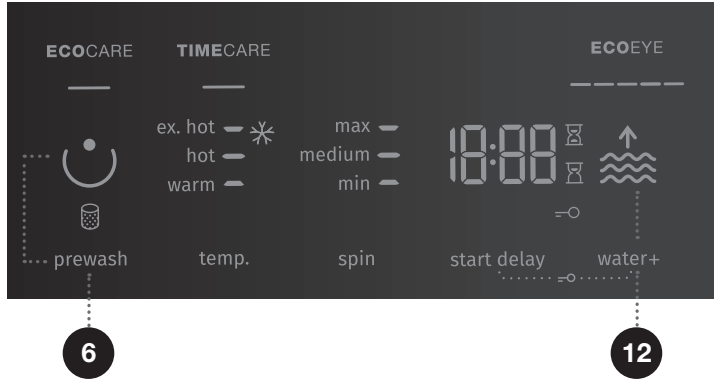 ECOCARE
TIMECARE
ECOEYE
ex. hot
hot
warm
max
medium
min
18:88
prewash
temp.
spin
start delay
water+
6
12